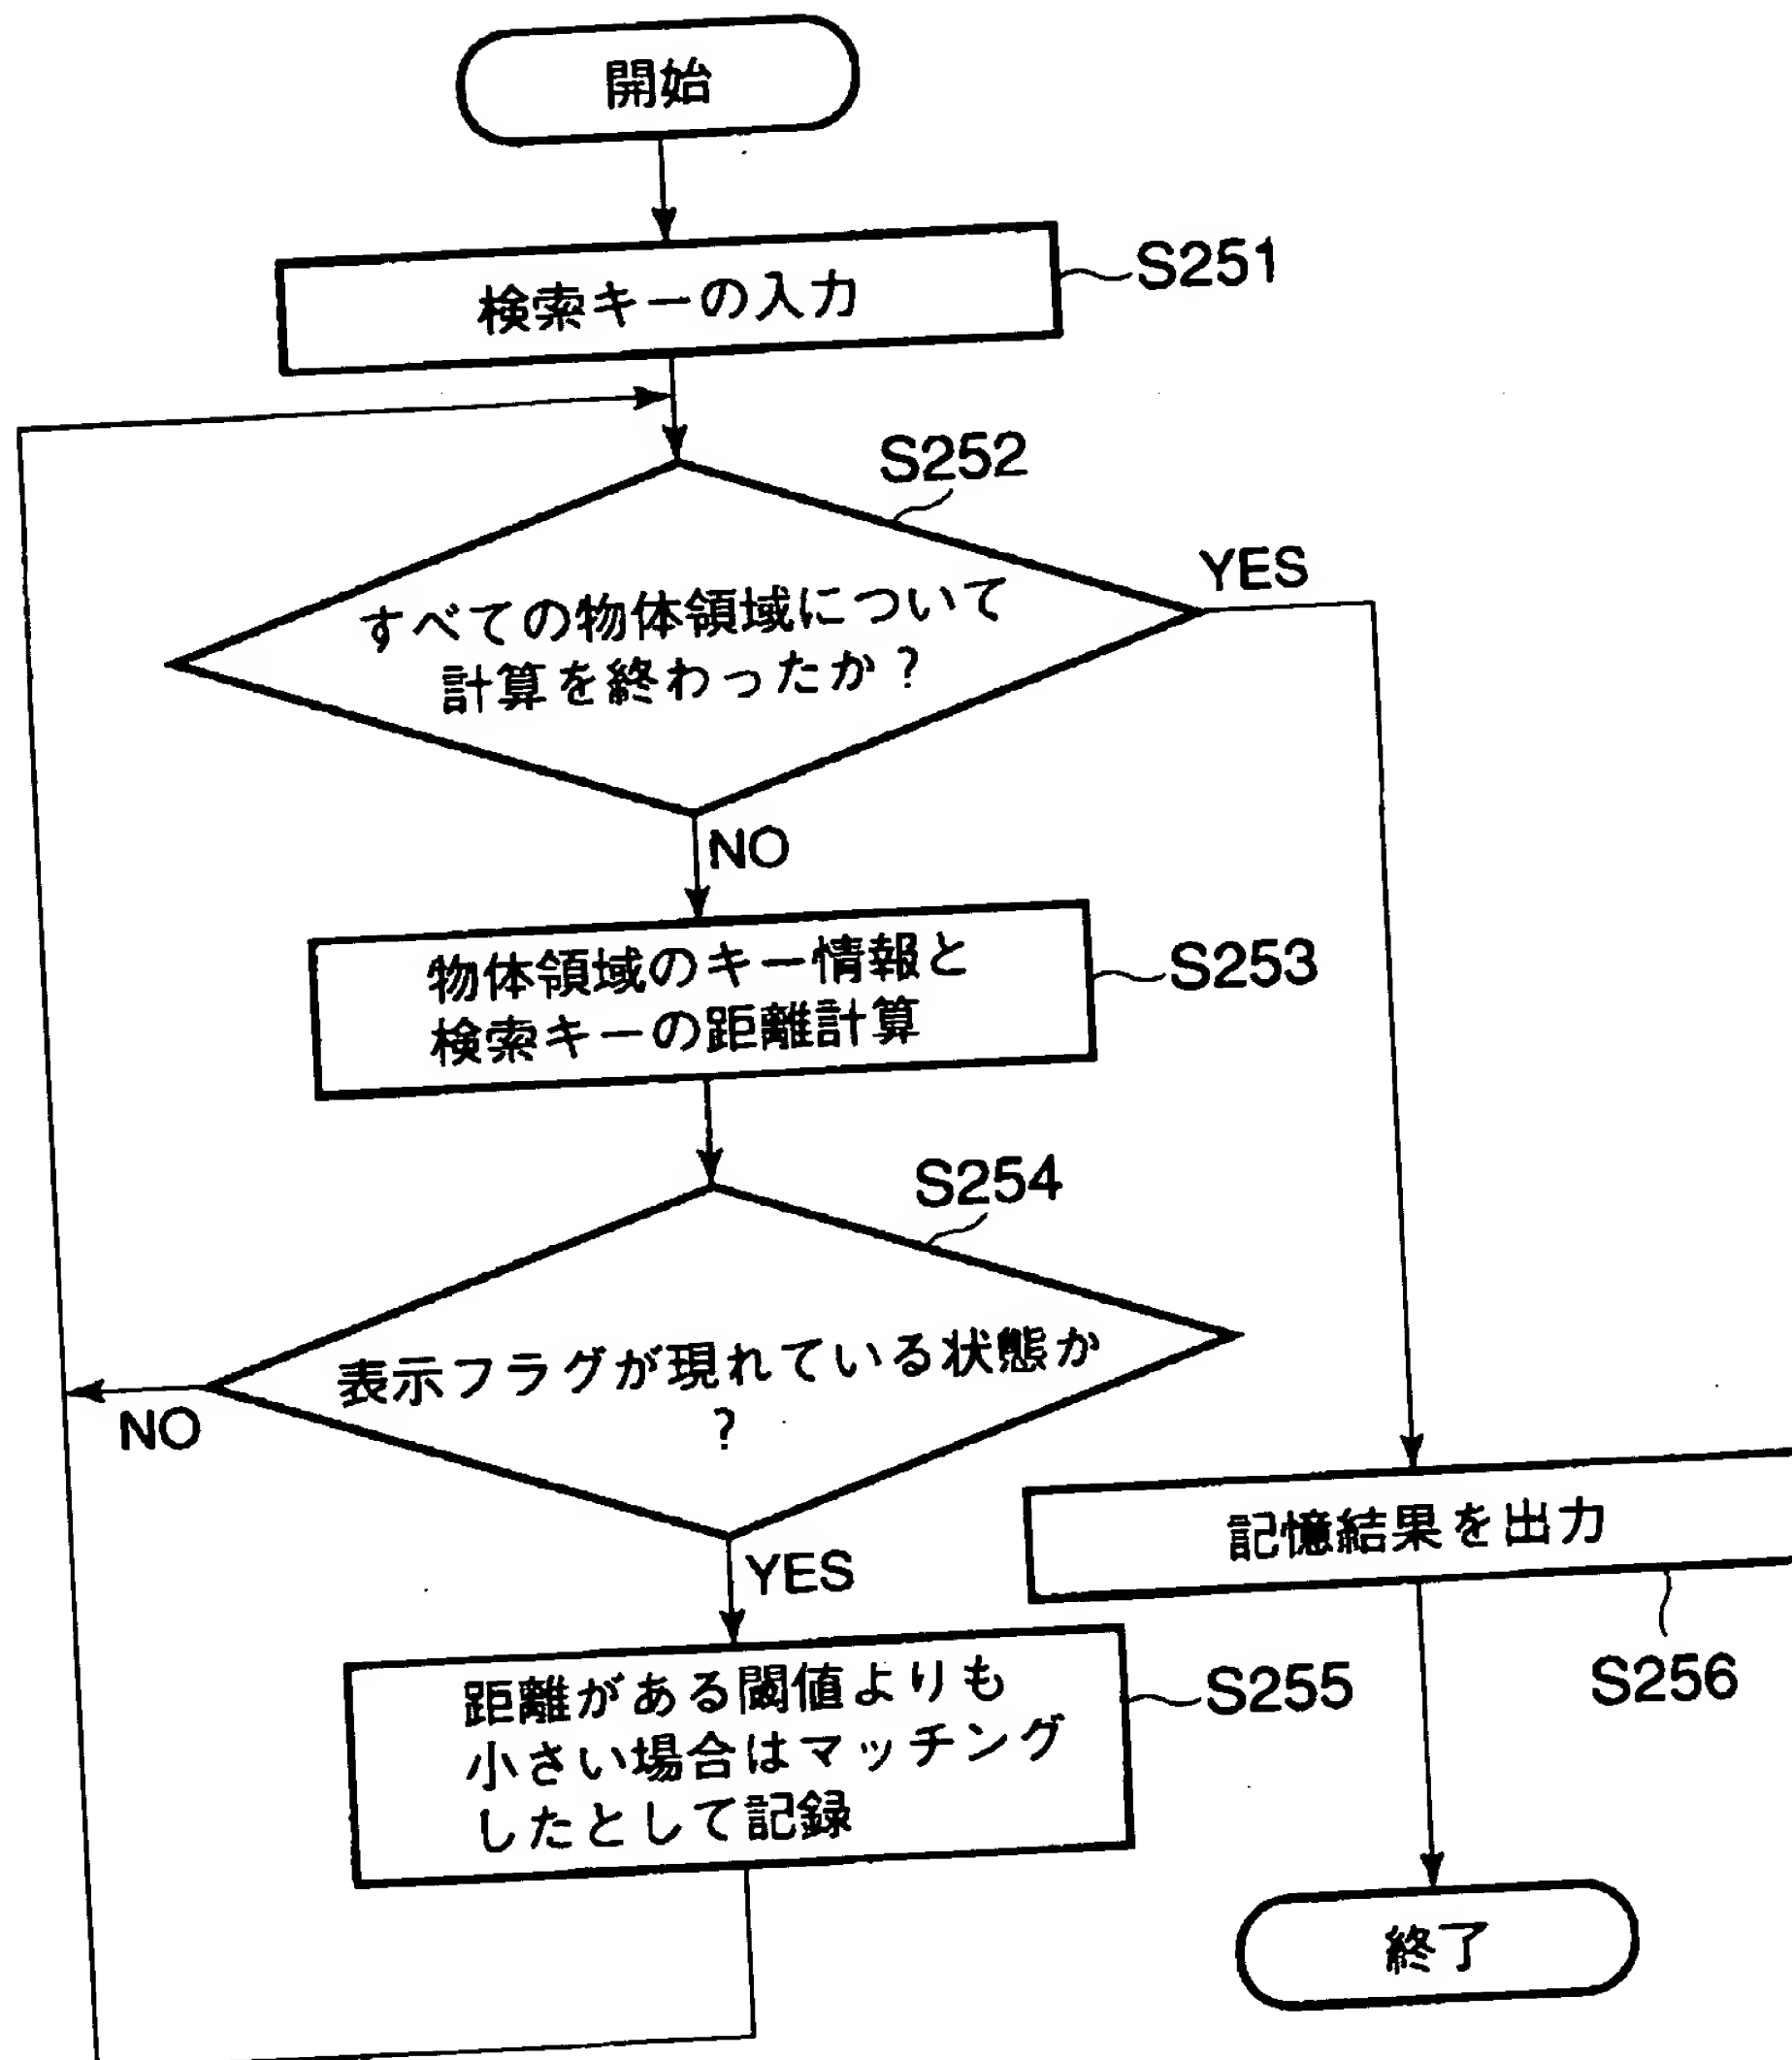 開始
検索キーの入力
S251
S252
すべての物体領域について
計算を終わったか？
YES
NO
物体領域のキー情報と
検索キーの距離計算
S253
S254
表示フラグが現れている状態か
？
NO
YES
距離がある閾値よりも
小さい場合はマッチング
したとして記録
S255
記憶結果を出力
S256
終了